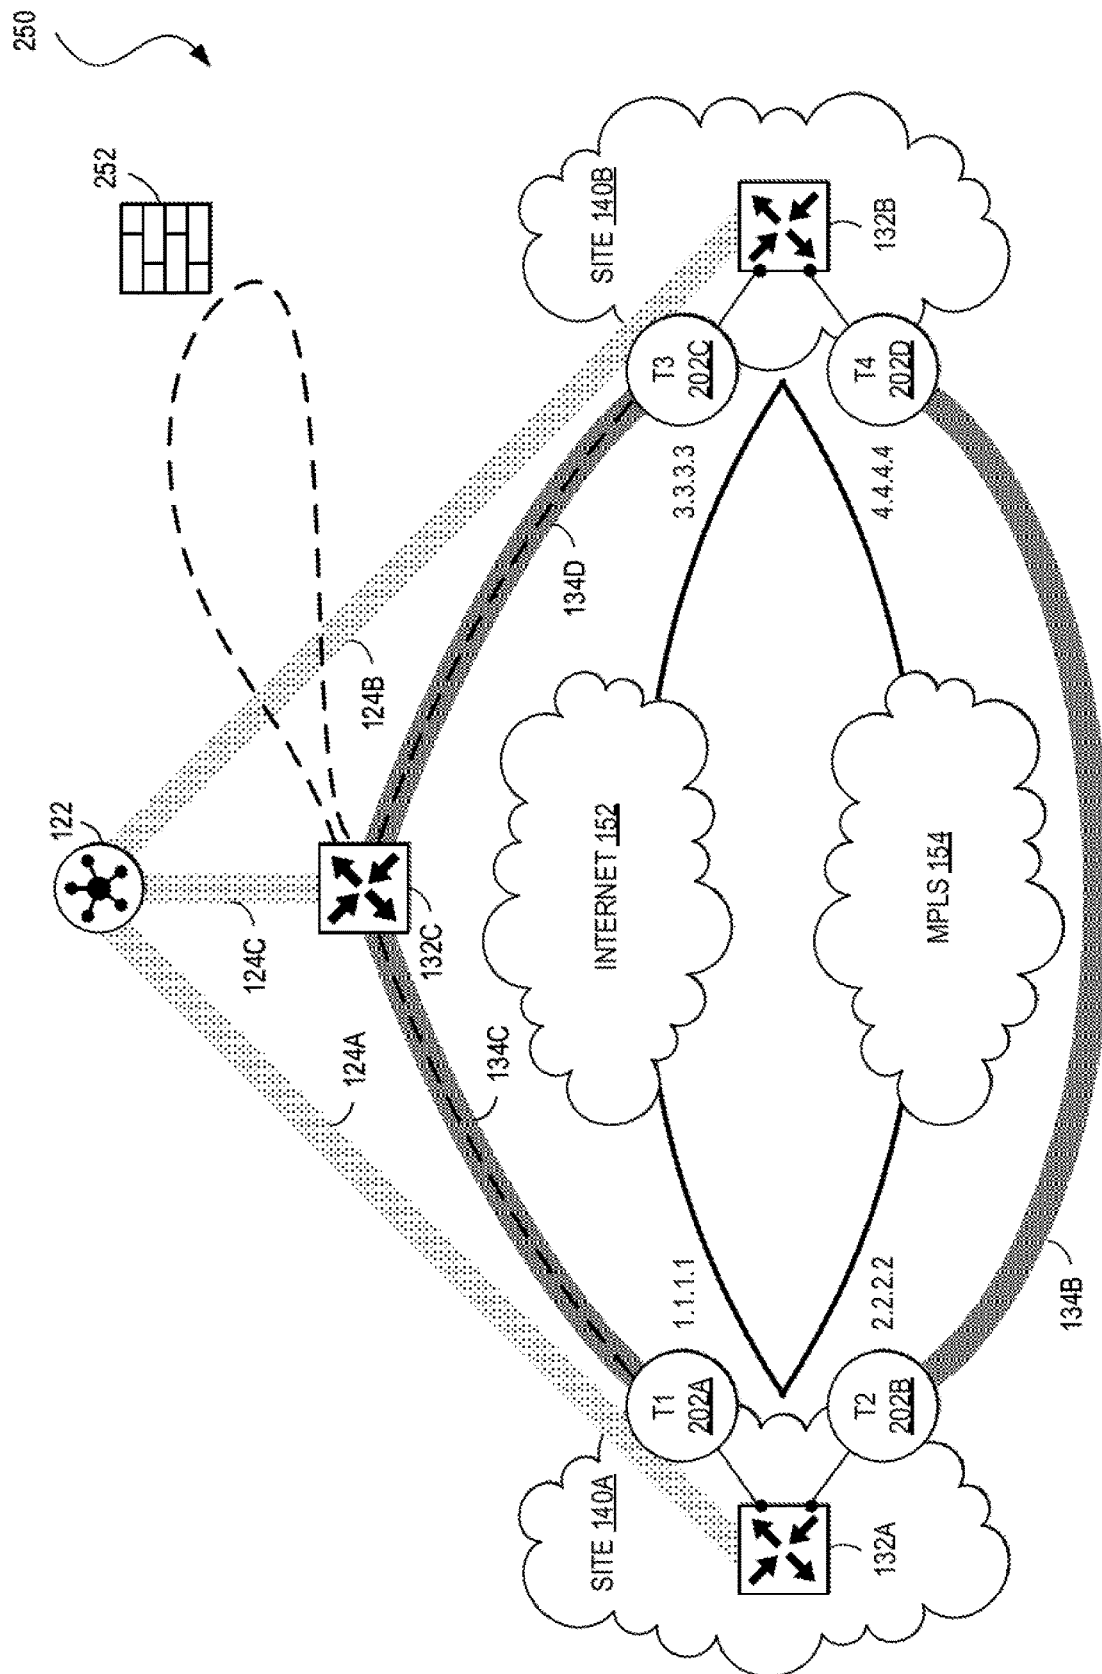 250
252
122
124C
132C
124B
124A
134C
134D
SITE 140A
T1
202A
1.1.1.1
INTERNET 152
3.3.3.3
T3
202C
SITE 140B
132A
T2
202B
2.2.2.2
MPLS 154
4.4.4.4
T4
202D
132B
134B